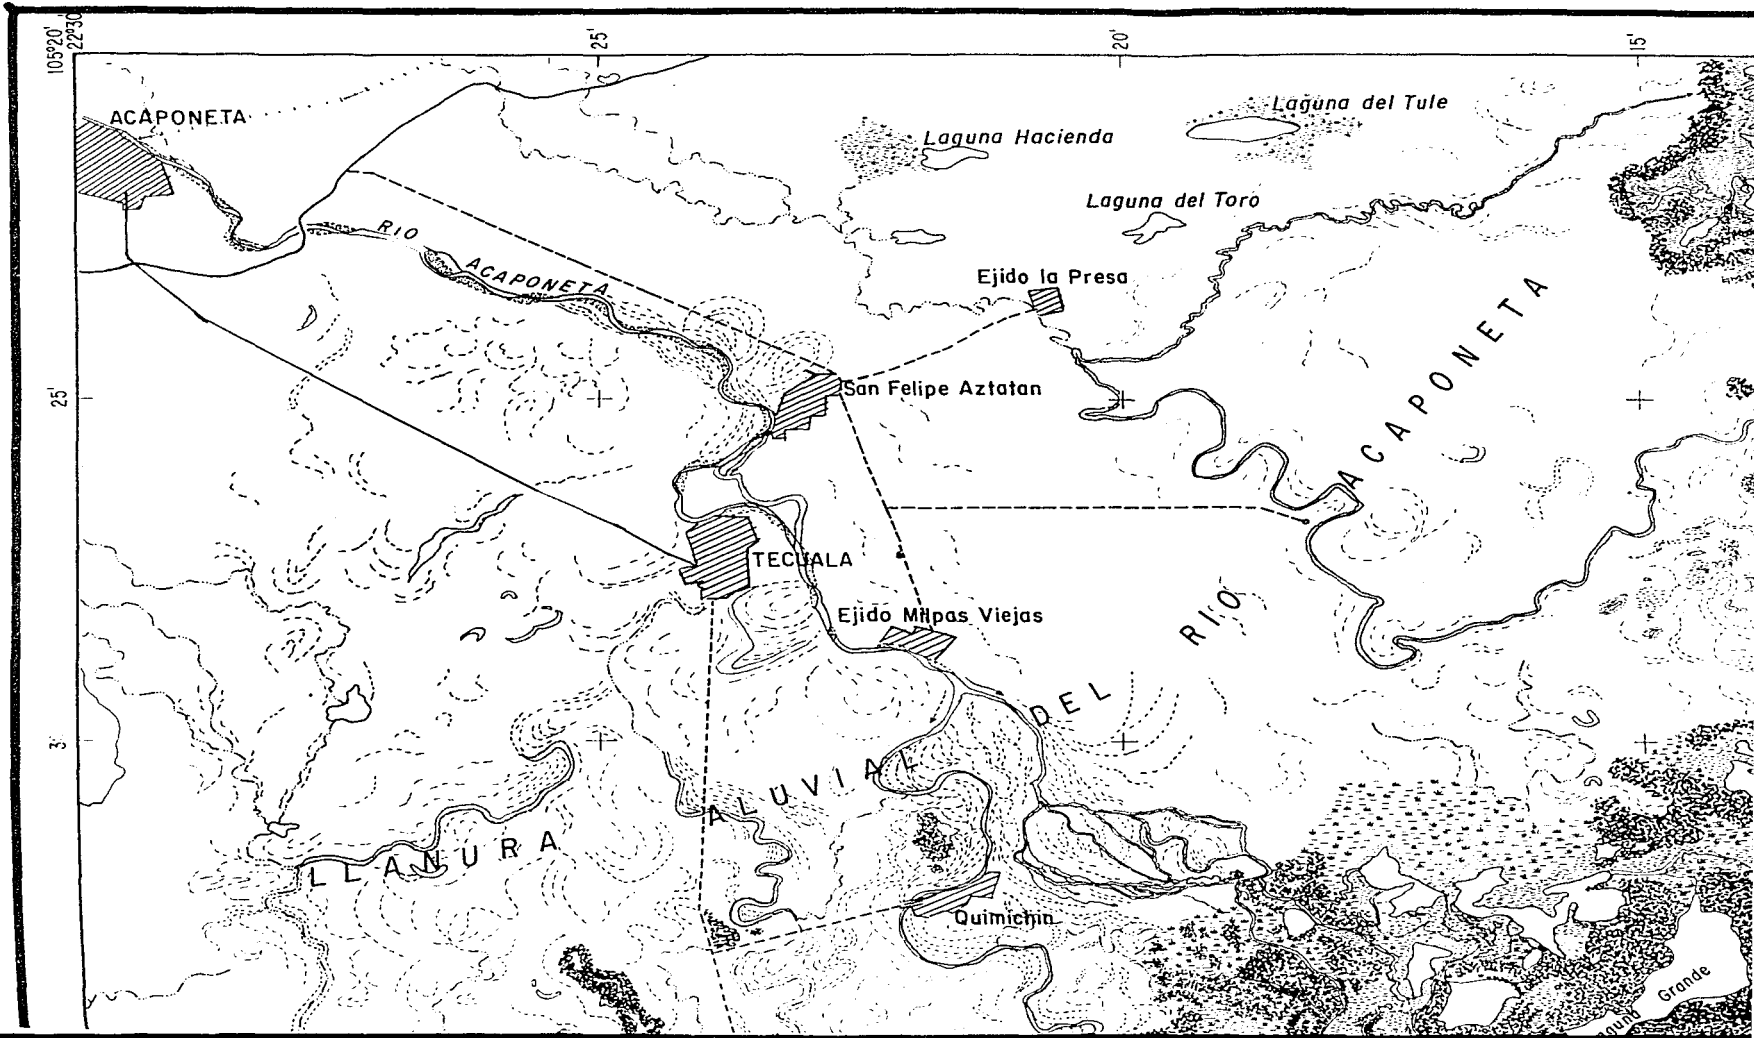 105°20'
22°30'
25'
20'
15'
ACAPONETA
Laguna Hacienda
Laguna del Tule
Laguna del Toro
RIO
ACAPONETA
Ejido la Presa
25'
San Felipe Aztatan
TECUALA
Ejido Milpas Viejas
3
LLANURA ALUVIAL DEL RIO ACAPONETA
Quimichin
Grande